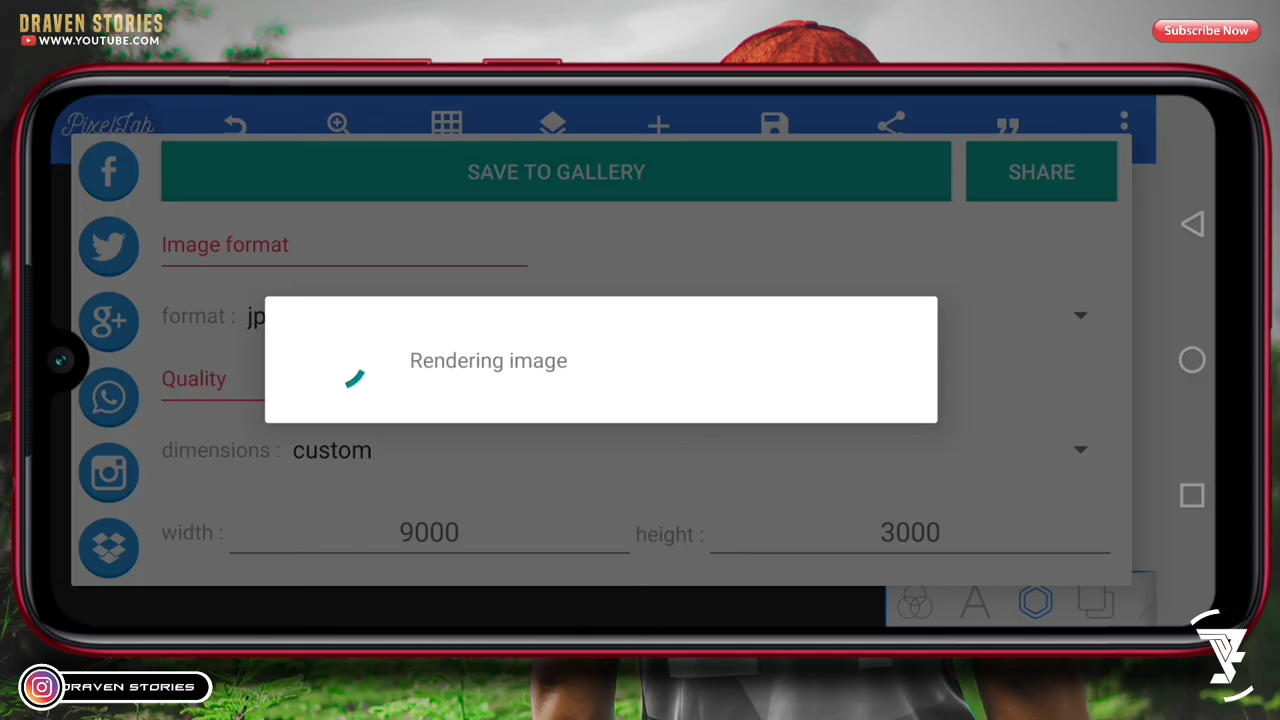 DRAVEN STORIES
WWW.YOUTUBE.COM
Subscribe Now
PixelLab
SAVE TO GALLERY
SHARE
Image format
format : jp
Rendering image
Quality
dimensions : custom
width : 9000 height : 3000
DRAVEN STORIES